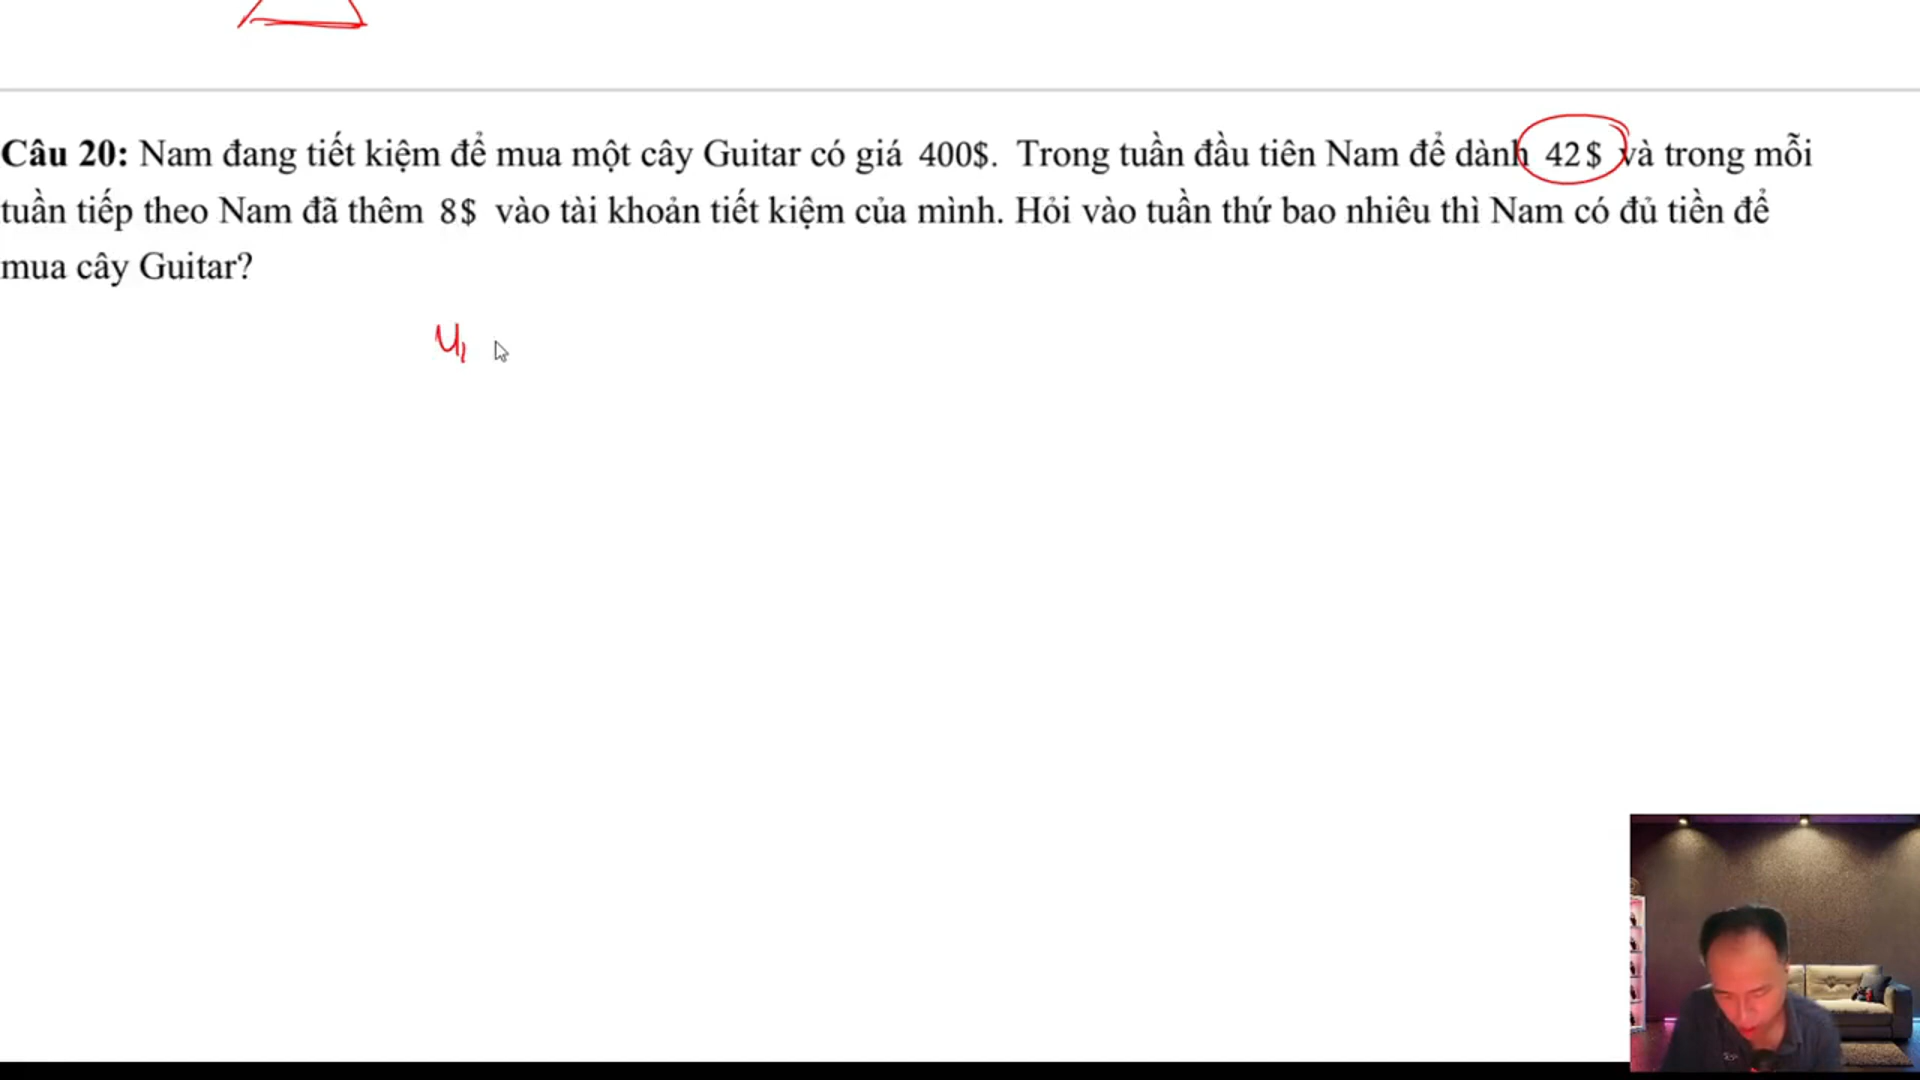 Câu 20: Nam đang tiết kiệm để mua một cây Guitar có giá 400$. Trong tuần đầu tiên Nam để dành 42$ và trong mỗi
tuần tiếp theo Nam đã thêm 8$ vào tài khoản tiết kiệm của mình. Hỏi vào tuần thứ bao nhiêu thì Nam có đủ tiền để
mua cây Guitar?
u₁